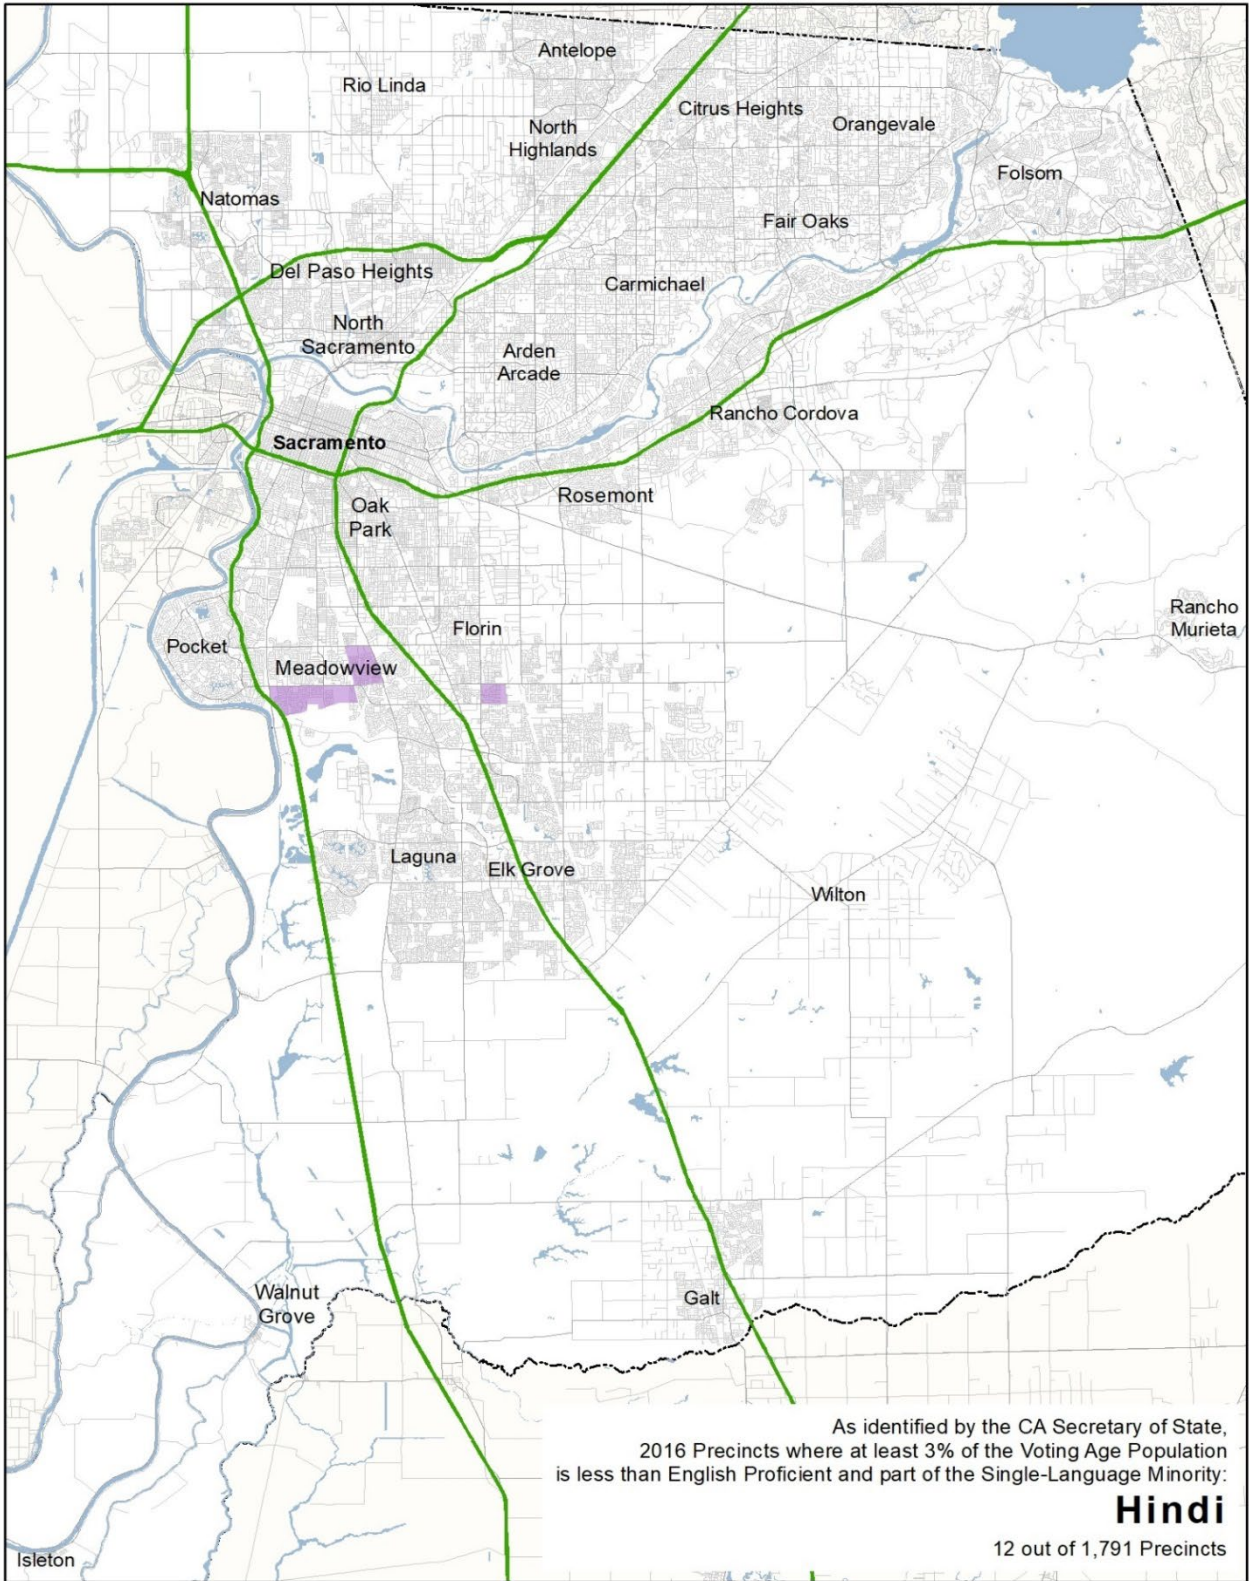 Antelope
Rio Linda
Citrus Heights
North
Highlands
Orangevale
Folsom
Natomas
Fair Oaks
Del Paso Heights
Carmichael
North
Sacramento
Arden
Arcade
Rancho Cordova
Sacramento
Rosemont
Oak
Park
Rancho
Murieta
Florin
Pocket
Meadowview
Laguna
Elk Grove
Wilton
Walnut
Grove
Galt
As identified by the CA Secretary of State,
2016 Precincts where at least 3% of the Voting Age Population
is less than English Proficient and part of the Single-Language Minority:
Hindi
12 out of 1,791 Precincts
Isleton